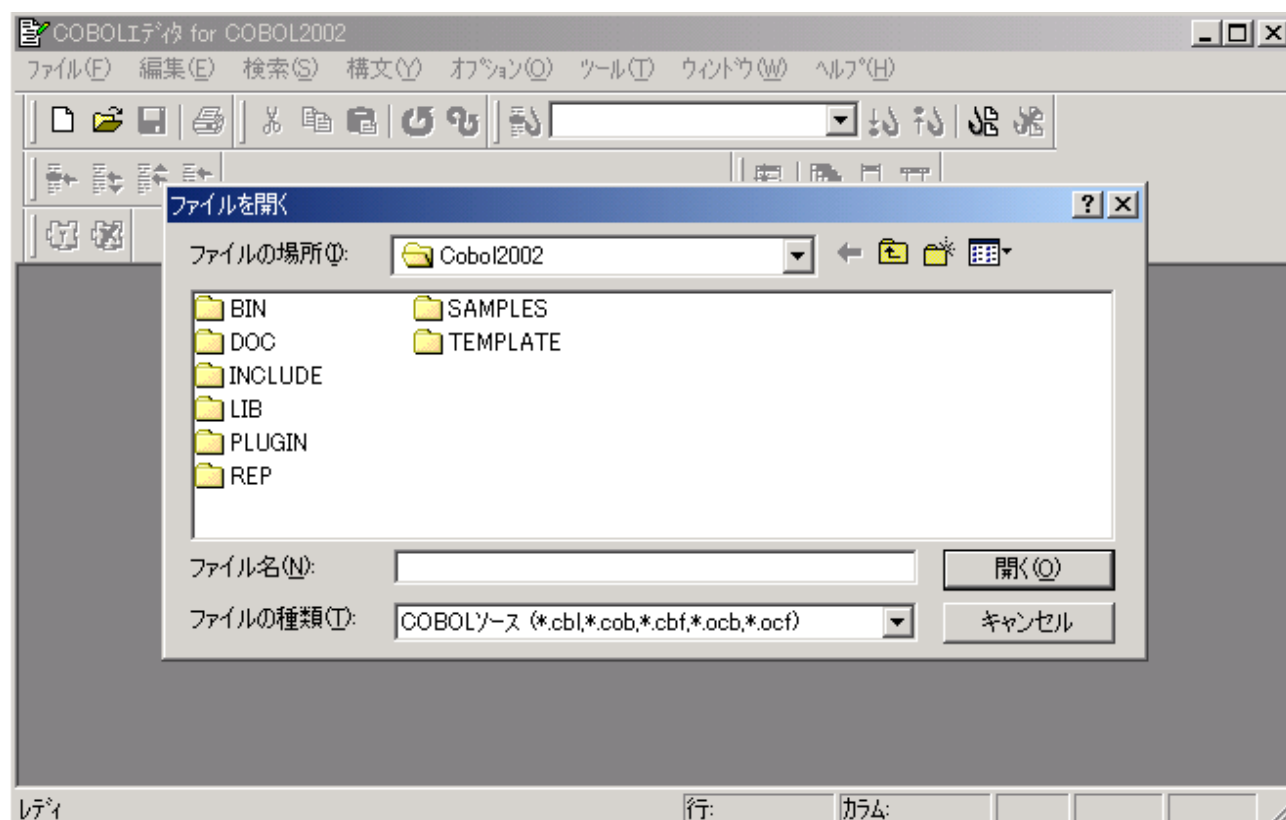 COBOLｴﾃﾞｨﾀ for COBOL2002
ﾌｧｲﾙ(F) 編集(E) 検索(S) 構文(Y) ｵﾌﾟｼｮﾝ(O) ﾂｰﾙ(T) ｳｨﾝﾄﾞｳ(W) ﾍﾙﾌﾟ(H)
ファイルを開く
ファイルの場所(I): Cobol2002
BIN SAMPLES
DOC TEMPLATE
INCLUDE
LIB
PLUGIN
REP
ファイル名(N): 開く(O)
ファイルの種類(T): COBOLソース (*.cbl,*.cob,*.cbf,*.ocb,*.ocf) キャンセル
ﾚﾃﾞｨ 行: ｶﾗﾑ: